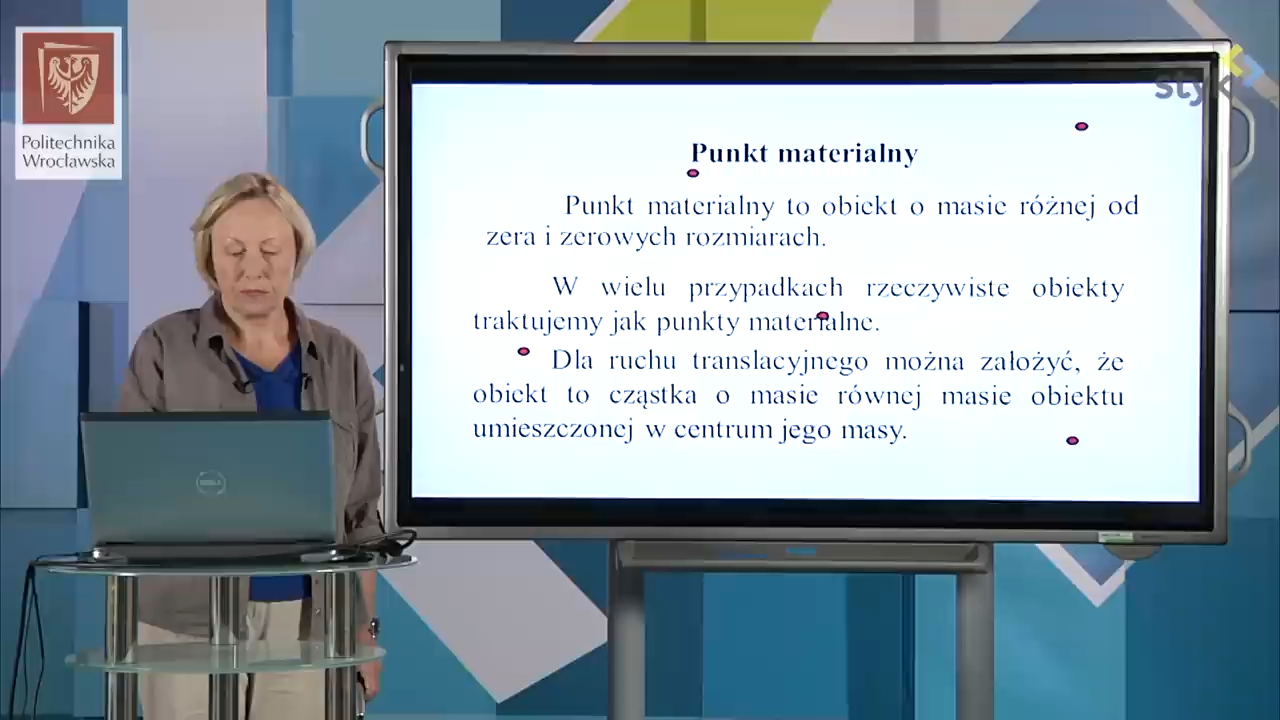 Politechnika
Wrocławska
styk
Punkt materialny
Punkt materialny to obiekt o masie różnej od
zera i zerowych rozmiarach.
W wielu przypadkach rzeczywiste obiekty
traktujemy jak punkty materialne.
Dla ruchu translacyjnego można założyć, że
obiekt to cząstka o masie równej masie obiektu
umieszczonej w centrum jego masy.
DELL